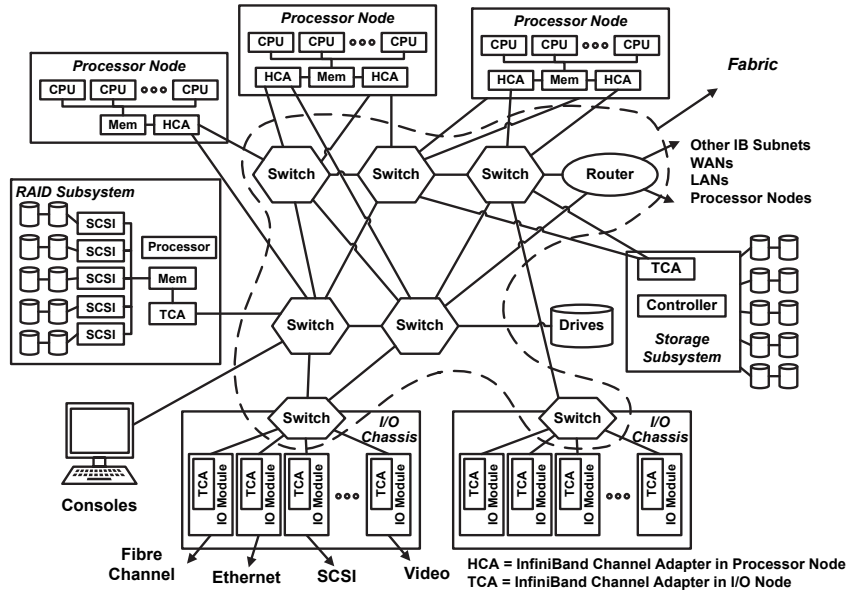 Processor Node
CPU CPU CPU
HCA Mem HCA
Processor Node
CPU CPU CPU
HCA Mem HCA
Processor Node
CPU CPU CPU
Mem HCA
Fabric
Switch
Switch
Switch
Router
Other IB Subnets
WANs
LANs
Processor Nodes
RAID Subsystem
SCSI
SCSI
SCSI
SCSI
SCSI
Processor
Mem
TCA
TCA
Controller
Storage
Subsystem
Switch
Switch
Drives
Consoles
Switch
I/O
Chassis
TCA
IO Module
TCA
IO Module
TCA
IO Module
TCA
IO Module
Switch
I/O
Chassis
TCA
IO Module
TCA
IO Module
TCA
IO Module
TCA
IO Module
Fibre
Channel
Ethernet
SCSI
Video
HCA = InfiniBand Channel Adapter in Processor Node
TCA = InfiniBand Channel Adapter in I/O Node